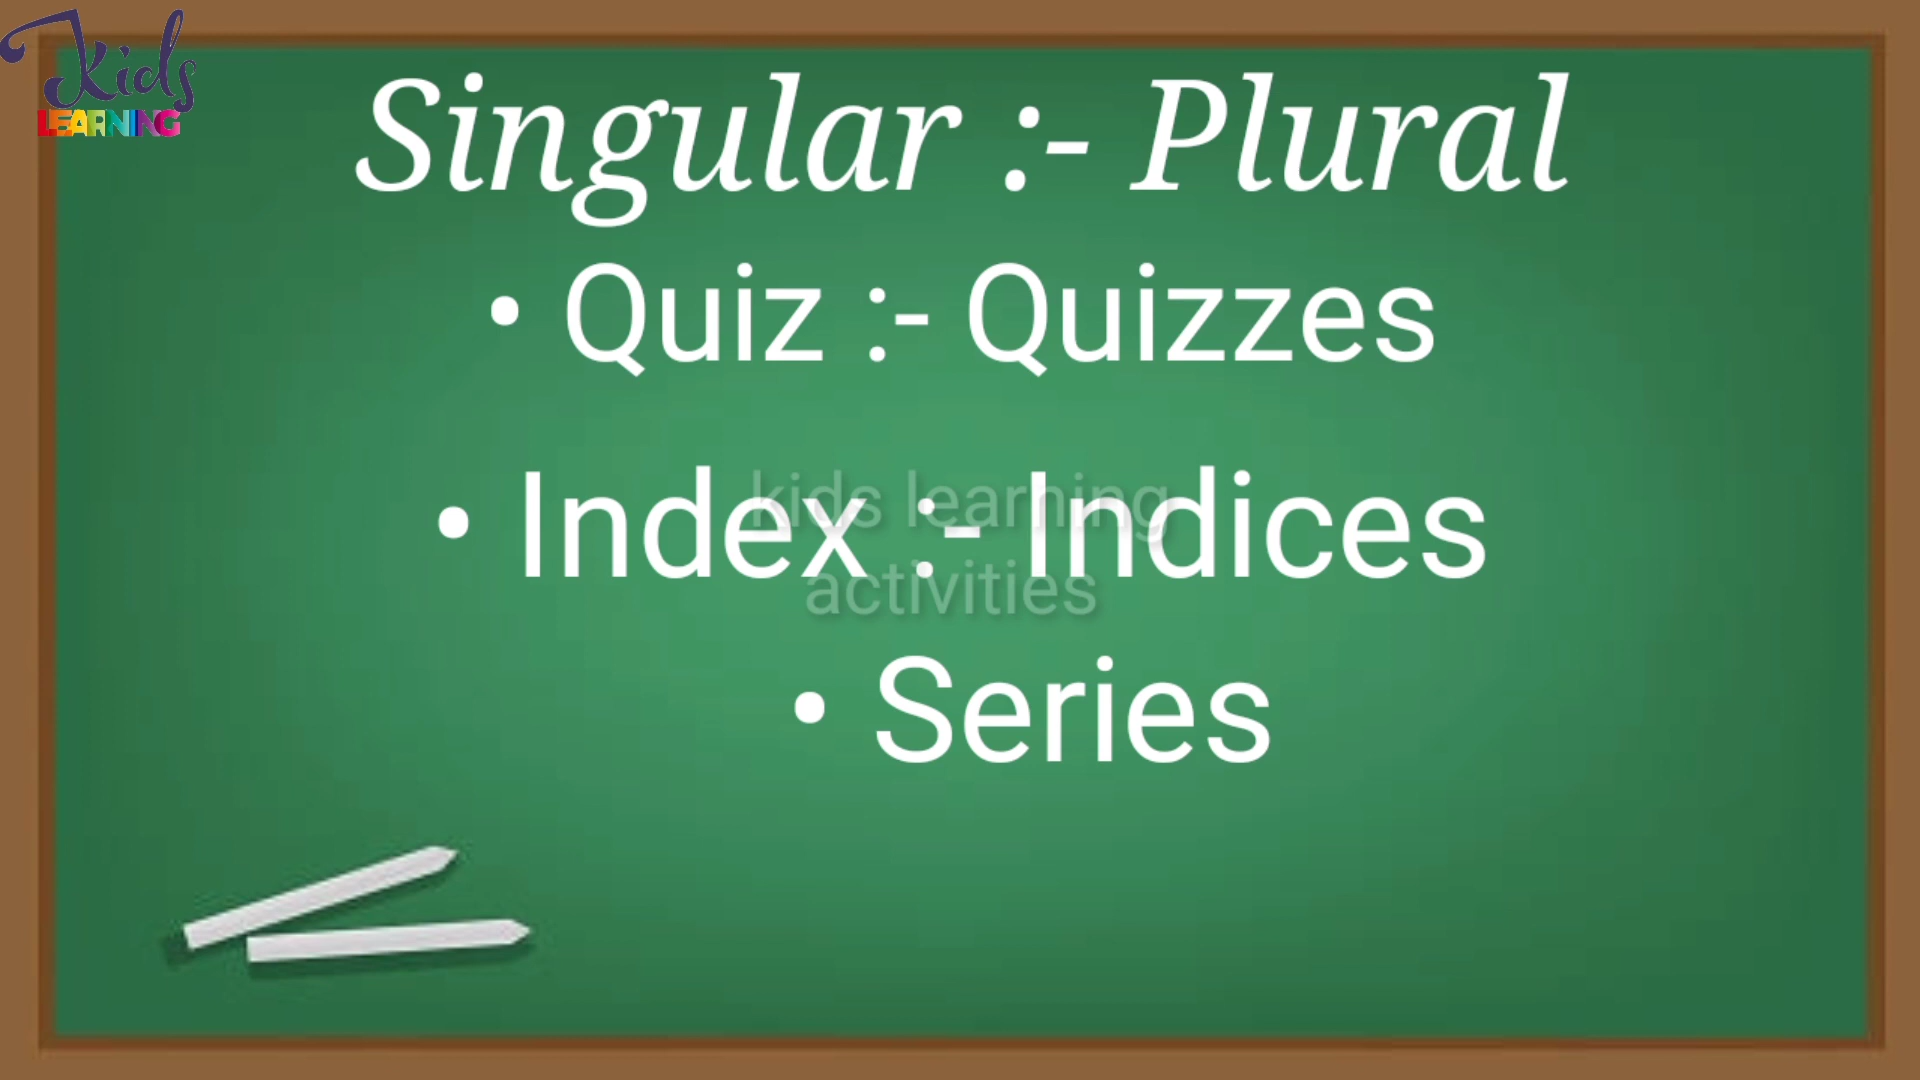 Kids
LEARNING
Singular :- Plural
• Quiz :- Quizzes
• Index :- Indices
kids learning
activities
• Series